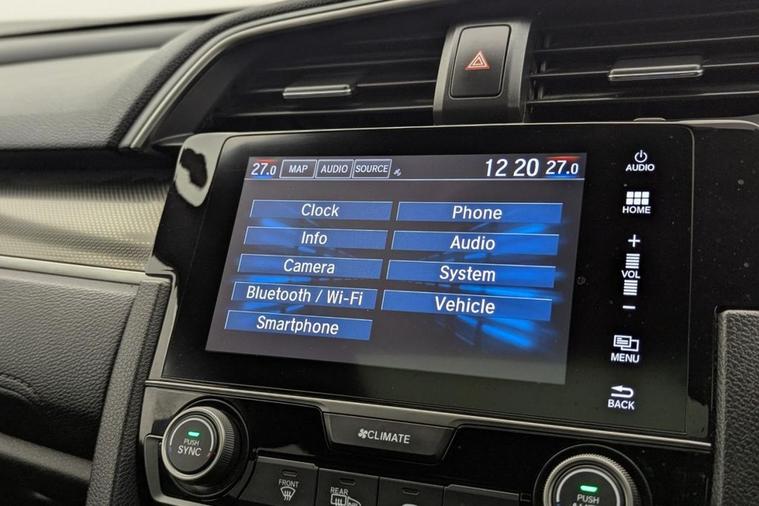 27.0 MAP AUDIO SOURCE 12 20 27.0
Clock
Phone
Info
Audio
Camera
System
Bluetooth / Wi-Fi
Vehicle
Smartphone
AUDIO
HOME
+
VOL
−
MENU
BACK
CLIMATE
PUSH
SYNC
FRONT
REAR
PUSH